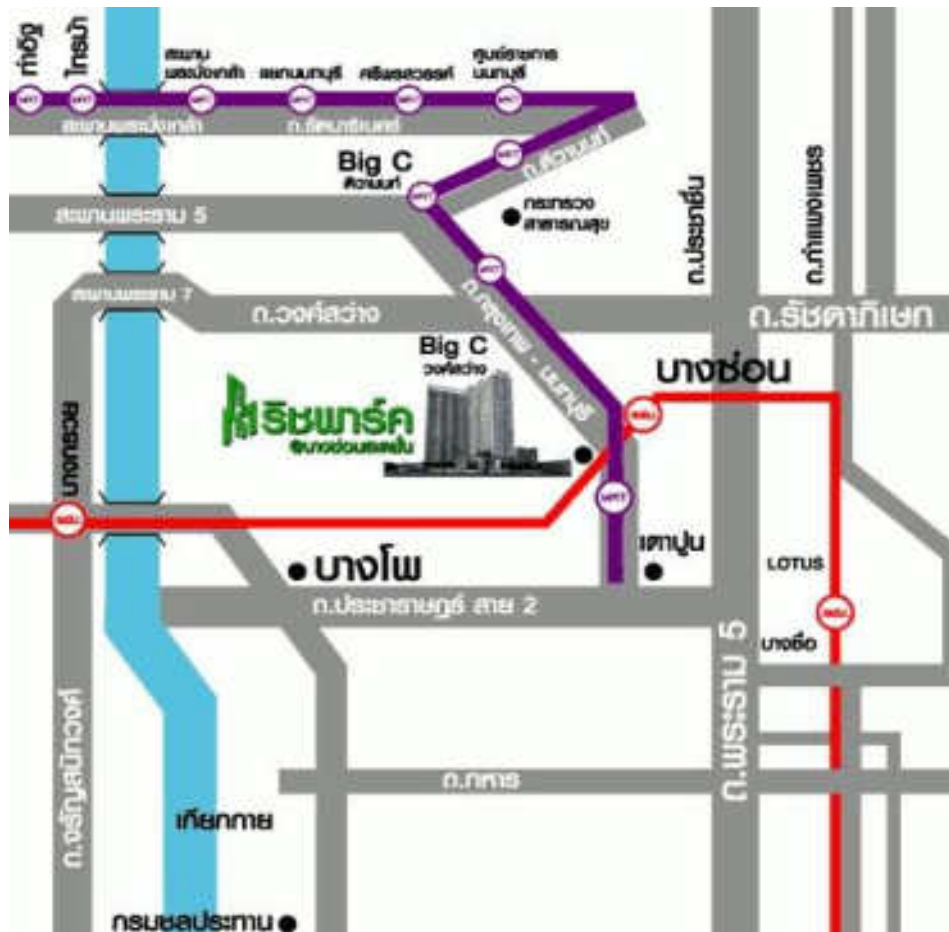 ท่าอิฐ
ไทรม้า
สะพาน
พระนั่งเกล้า
แยกนนทบุรี
ศรีพรสวรรค์
ศูนย์ราชการ
นนทบุรี
สะพานพระนั่งเกล้า
ถ.รัตนาธิเบศร์
ถ.ติวานนท์
Big C
ติวานนท์
กระทรวง
สาธารณสุข
ถ.ประชาชื่น
ถ.กำแพงเพชร
สะพานพระราม 5
สะพานพระราม 7
ถ.วงศ์สว่าง
ถ.รัชดาภิเษก
ถ.กรุงเทพ - นนทบุรี
Big C
วงศ์สว่าง
บางซ่อน
ริชพาร์ค
@บางซ่อนสเตชั่น
บางกรวย
MRT
เตาปูน
บางโพ
LOTUS
ถ.ประชาราษฎร์ สาย 2
บางซื่อ
ถ.พระราม 5
ถ.จรัญสนิทวงศ์
ถ.ทหาร
เกียกกาย
กรมชลประทาน